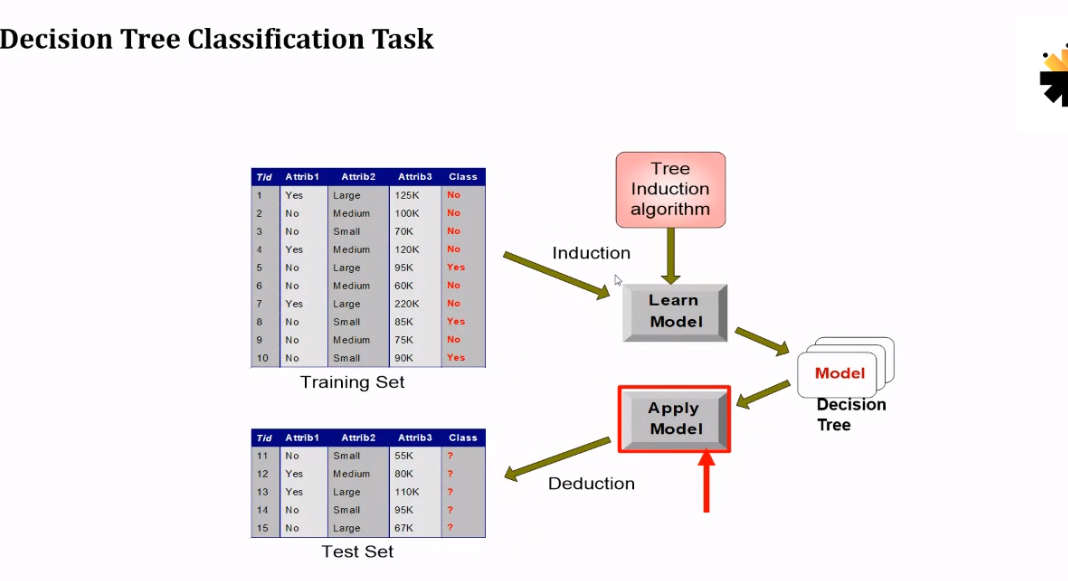 Decision Tree Classification Task
Tid Attrib1 Attrib2 Attrib3 Class
1 Yes Large 125K No
2 No Medium 100K No
3 No Small 70K No
4 Yes Medium 120K No
5 No Large 95K Yes
6 No Medium 60K No
7 Yes Large 220K No
8 No Small 85K Yes
9 No Medium 75K No
10 No Small 90K Yes
Training Set
Tree
Induction
algorithm
Induction
Learn
Model
Model
Decision
Tree
Apply
Model
Deduction
Tid Attrib1 Attrib2 Attrib3 Class
11 No Small 55K ?
12 Yes Medium 80K ?
13 Yes Large 110K ?
14 No Small 95K ?
15 No Large 67K ?
Test Set